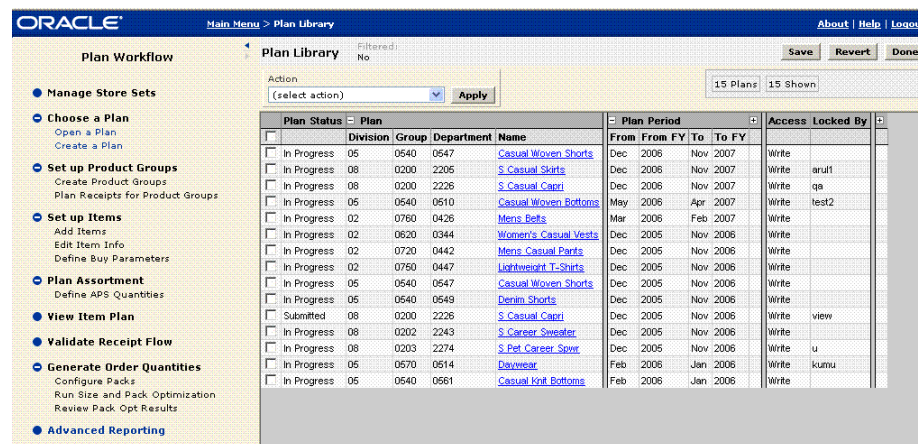 ORACLE Main Menu > Plan Library About | Help | Logou
Plan Workflow
Manage Store Sets
Choose a Plan
Open a Plan
Create a Plan
Set up Product Groups
Create Product Groups
Plan Receipts for Product Groups
Set up Items
Add Items
Edit Item Info
Define Buy Parameters
Plan Assortment
Define APS Quantities
View Item Plan
Validate Receipt Flow
Generate Order Quantities
Configure Packs
Run Size and Pack Optimization
Review Pack Opt Results
Advanced Reporting
Plan Library Filtered: Save Revert Done
No
Action
(select action) Apply 15 Plans 15 Shown
Plan Status Plan Plan Period Access Locked By
Division Group Department Name From From FY To To FY
In Progress 05 0540 0547 Casual Woven Shorts Dec 2006 Nov 2007 Write
In Progress 08 0200 2205 S Casual Skirts Dec 2006 Nov 2007 Write arul1
In Progress 08 0200 2226 S Casual Capri Dec 2006 Nov 2007 Write qa
In Progress 05 0540 0510 Casual Woven Bottoms May 2006 Apr 2007 Write test2
In Progress 02 0760 0426 Mens Belts Mar 2006 Feb 2007 Write
In Progress 02 0620 0344 Women's Casual Vests Dec 2005 Nov 2006 Write
In Progress 02 0720 0442 Mens Casual Pants Dec 2005 Nov 2006 Write
In Progress 02 0750 0447 Lightweight T-Shirts Dec 2005 Nov 2006 Write
In Progress 05 0540 0547 Casual Woven Shorts Dec 2005 Nov 2006 Write
In Progress 05 0540 0549 Denim Shorts Dec 2005 Nov 2006 Write
Submitted 08 0200 2226 S Casual Capri Dec 2005 Nov 2006 Write view
In Progress 08 0202 2243 S Career Sweater Dec 2005 Nov 2006 Write
In Progress 08 0203 2274 S Pet Career Spwr Dec 2005 Nov 2006 Write u
In Progress 05 0570 0514 Daywear Feb 2006 Jan 2006 Write kumu
In Progress 05 0540 0561 Casual Knit Bottoms Feb 2006 Jan 2006 Write